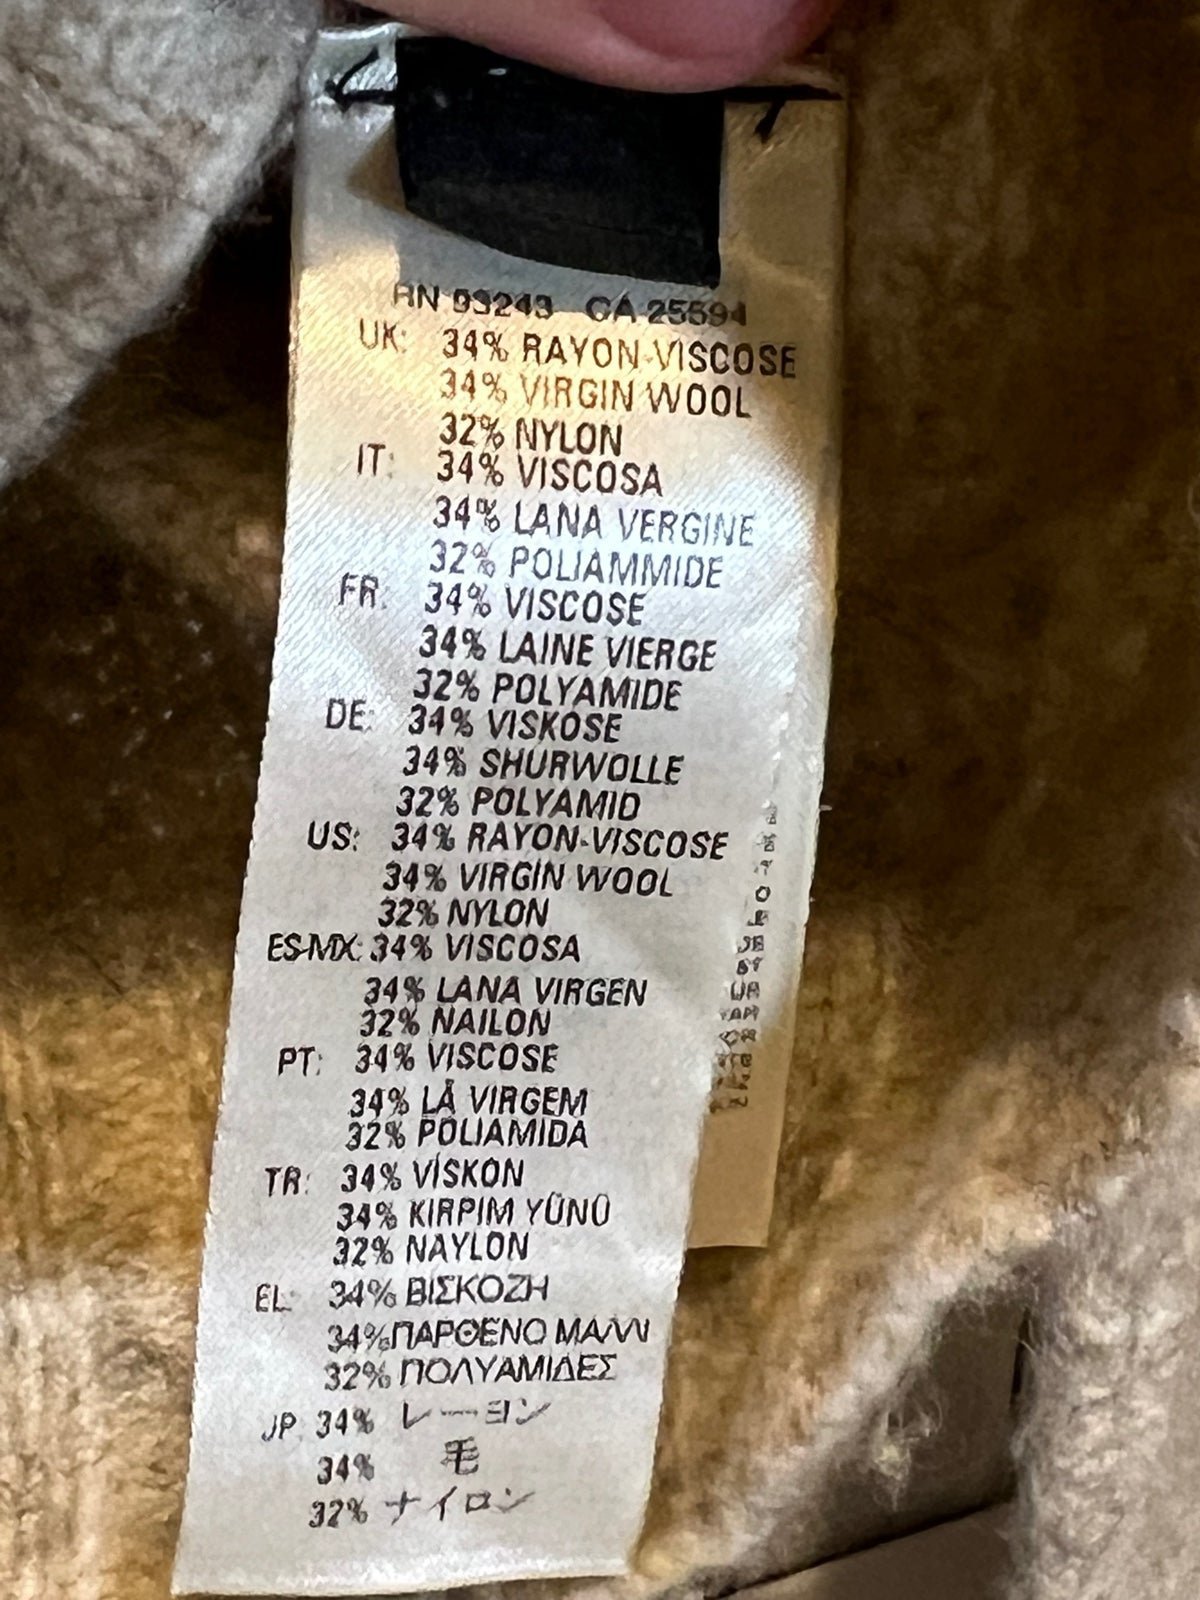 RN 93243 CA 25594
UK: 34% RAYON-VISCOSE
34% VIRGIN WOOL
32% NYLON
IT: 34% VISCOSA
34% LANA VERGINE
32% POLIAMMIDE
FR: 34% VISCOSE
34% LAINE VIERGE
32% POLYAMIDE
DE: 34% VISKOSE
34% SHURWOLLE
32% POLYAMID
US: 34% RAYON-VISCOSE
34% VIRGIN WOOL
32% NYLON
ES-MX: 34% VISCOSA
34% LANA VIRGEN
32% NAILON
PT: 34% VISCOSE
34% LÃ VIRGEM
32% POLIAMIDA
TR: 34% VİSKON
34% KIRPIM YÜNÜ
32% NAYLON
EL: 34% ΒΙΣΚΟΖΗ
34% ΠΑΡΘΕΝΟ ΜΑΛΛΙ
32% ΠΟΛΥΑΜΙΔΕΣ
JP: 34% レーヨン
34% 毛
32% ナイロン